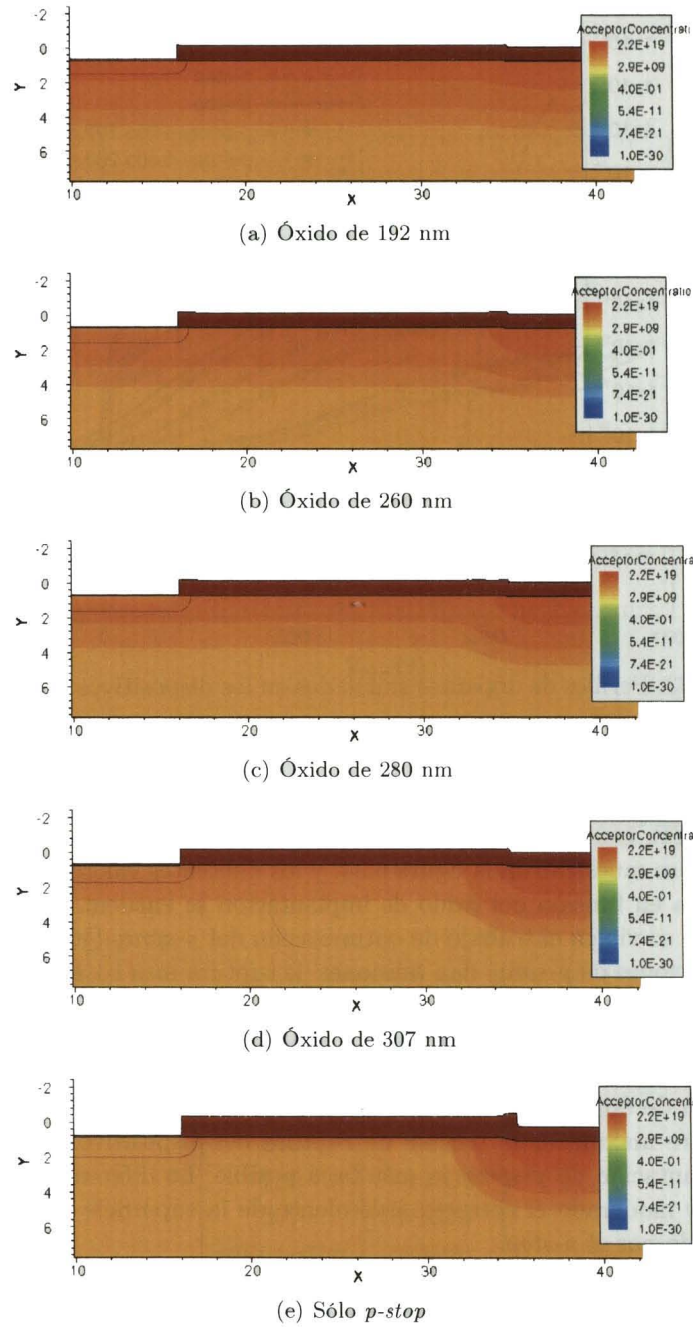 -2
AcceptorConcentratio
0
2.2E+19
2.9E+09
Y
2
4.0E-01
4
5.4E-11
7.4E-21
6
1.0E-30
10
20
30
40
X
(a) Óxido de 192 nm
-2
AcceptorConcentratio
0
2.2E+19
2.9E+09
Y
2
4.0E-01
4
5.4E-11
7.4E-21
6
1.0E-30
10
20
30
40
X
(b) Óxido de 260 nm
-2
AcceptorConcentra
0
2.2E+19
2.9E+09
Y
2
4.0E-01
4
5.4E-11
7.4E-21
6
1.0E-30
10
20
30
40
X
(c) Óxido de 280 nm
-2
AcceptorConcentra
0
2.2E+19
2.9E+09
Y
2
4.0E-01
4
5.4E-11
7.4E-21
6
1.0E-30
10
20
30
40
X
(d) Óxido de 307 nm
-2
AcceptorConcent
0
2.2E+19
2.9E+09
Y
2
4.0E-01
4
5.4E-11
7.4E-21
6
1.0E-30
10
20
30
40
X
(e) Sólo p-stop